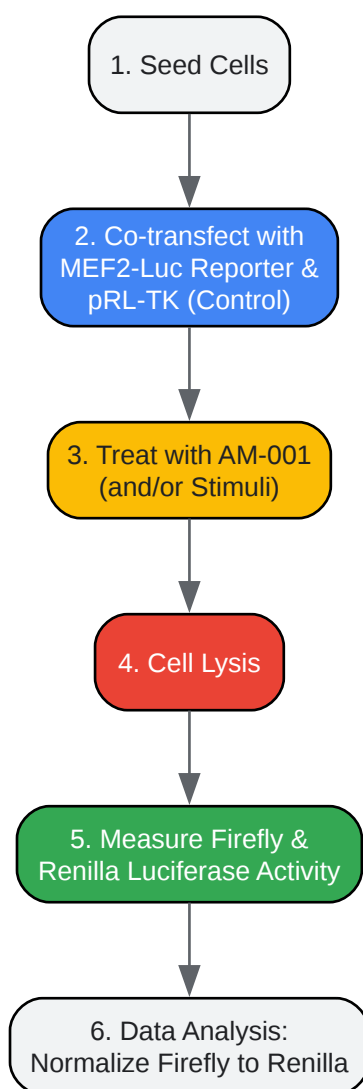 1. Seed Cells
2. Co-transfect with
MEF2-Luc Reporter &
pRL-TK (Control)
3. Treat with AM-001
(and/or Stimuli)
4. Cell Lysis
5. Measure Firefly &
Renilla Luciferase Activity
6. Data Analysis:
Normalize Firefly to Renilla